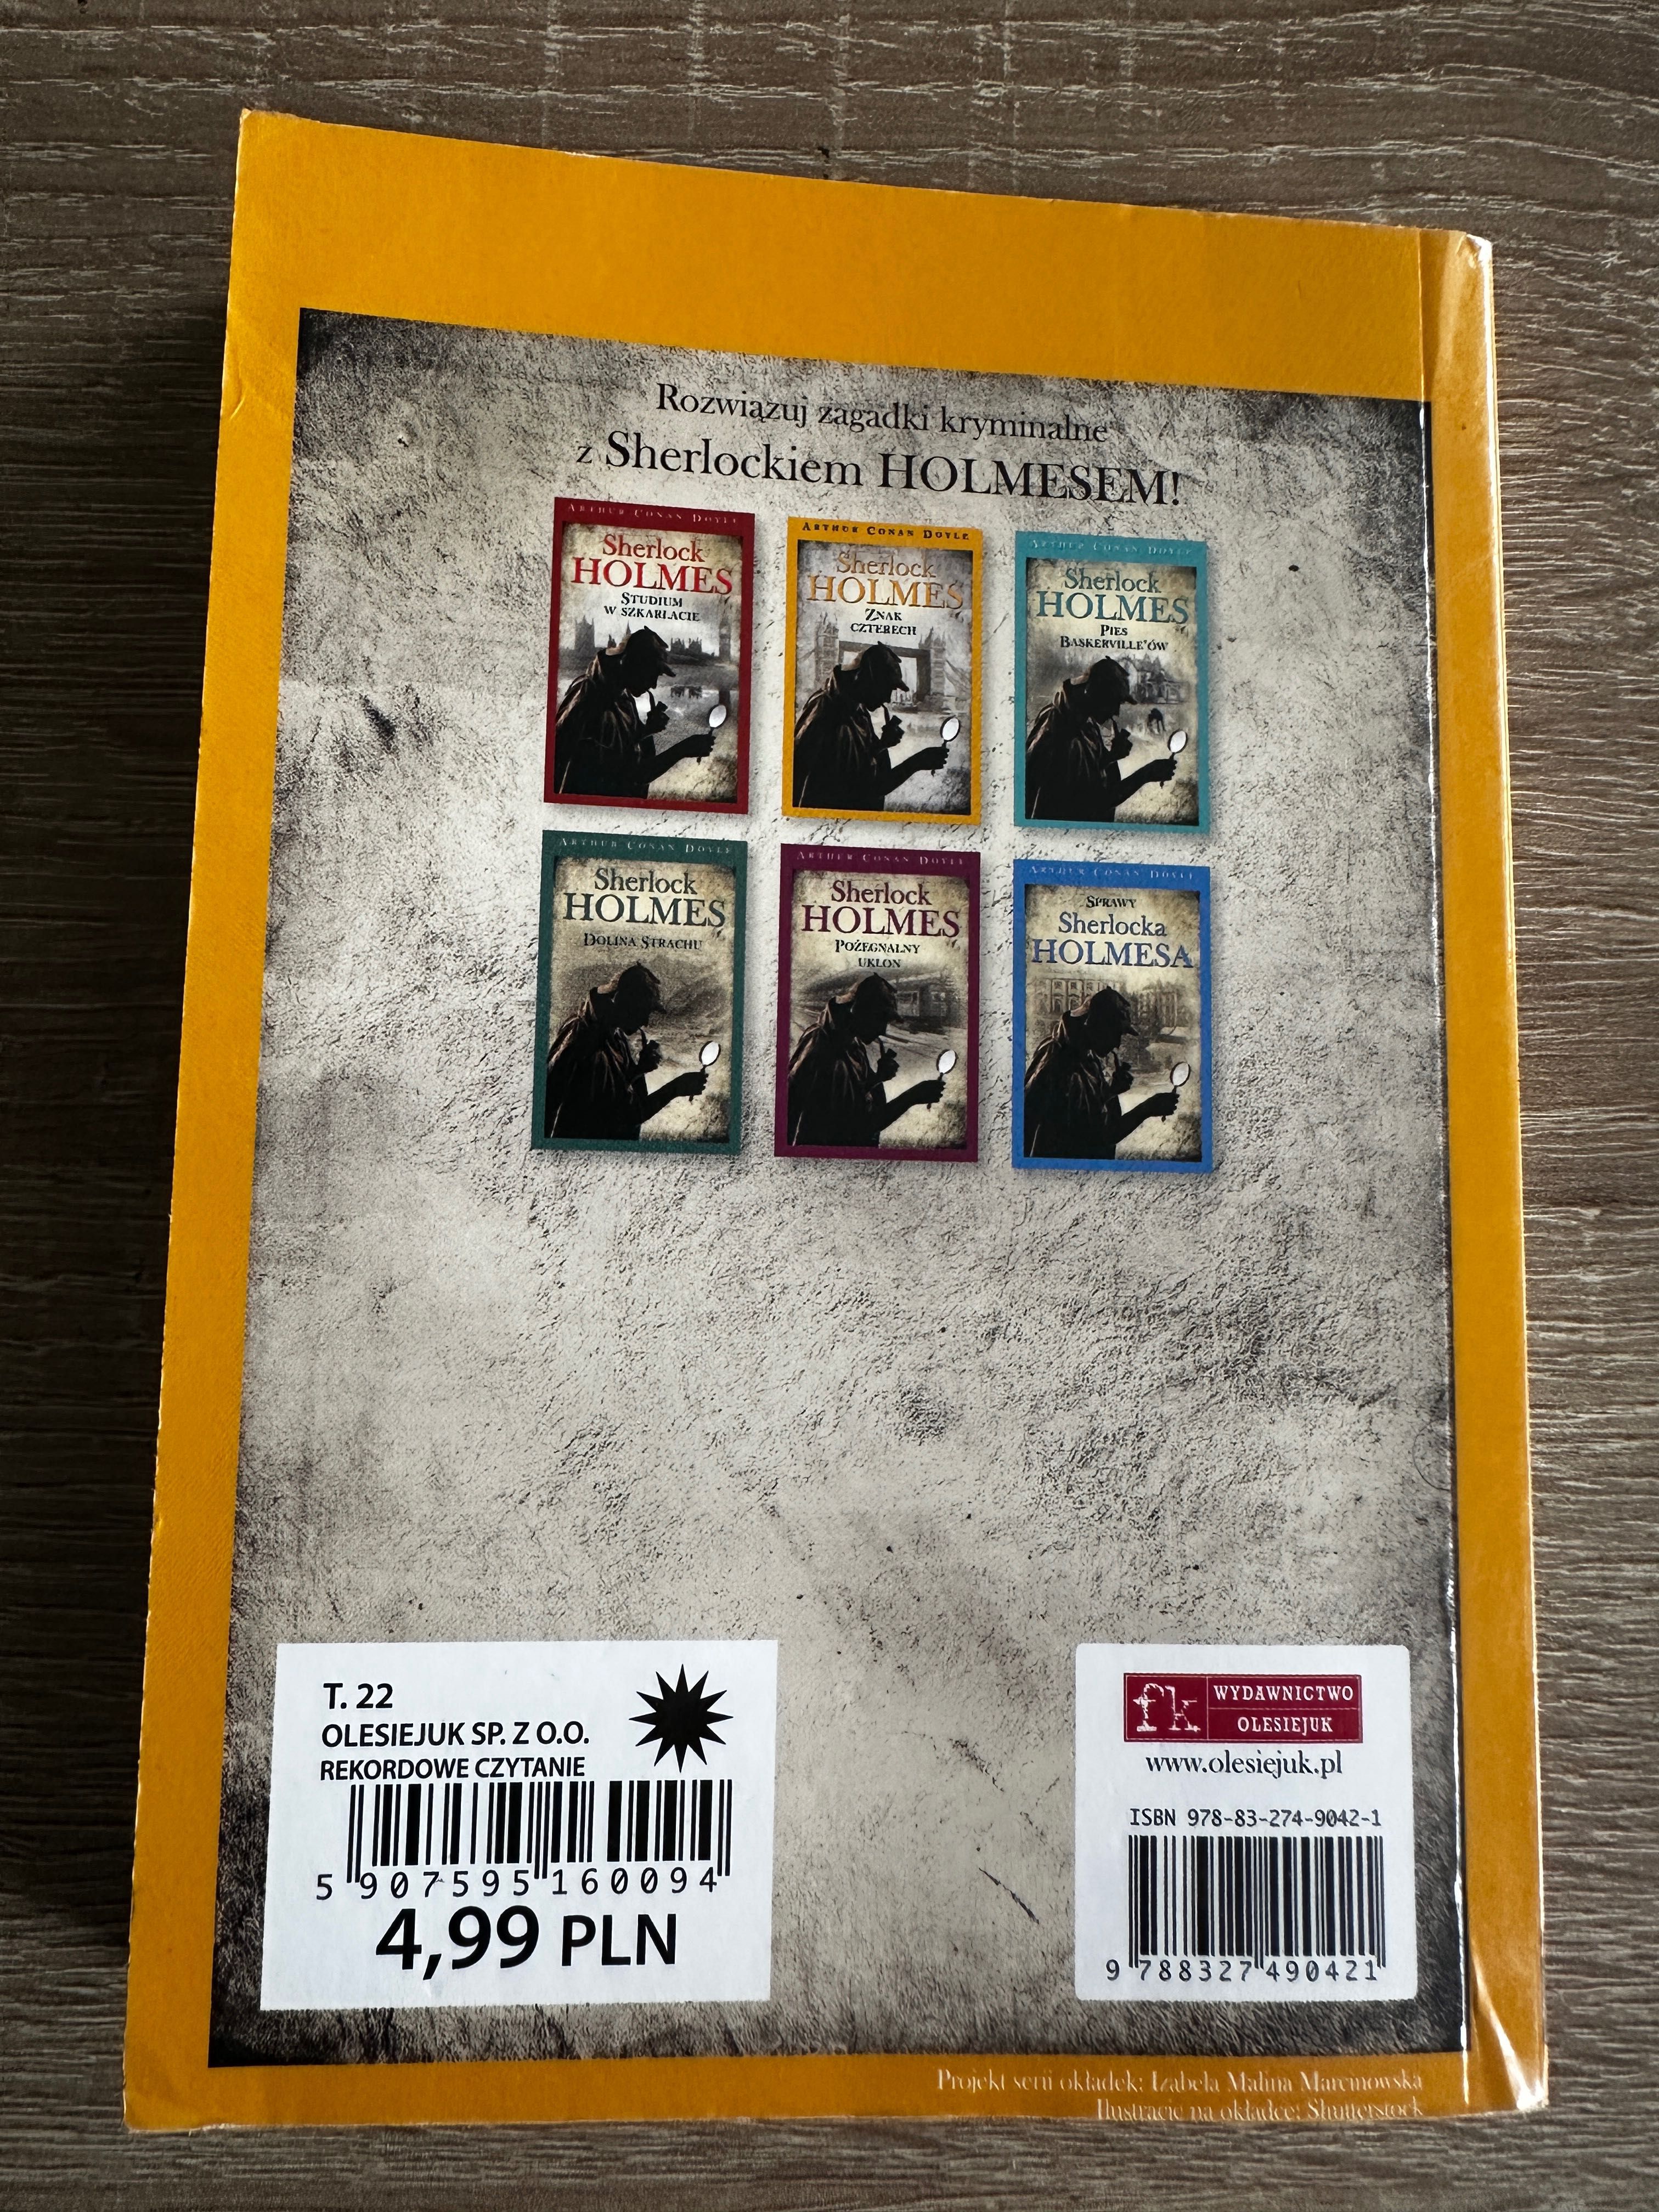 Rozwiązuj zagadki kryminalne
z Sherlockiem HOLMESEM!
ARTHUR CONAN DOYLE
Sherlock
HOLMES
STUDIUM
W SZKARŁACIE
ARTHUR CONAN DOYLE
Sherlock
HOLMES
ZNAK
CZTERECH
ARTHUR CONAN DOYLE
Sherlock
HOLMES
PIES
BASKERVILLE'ÓW
ARTHUR CONAN DOYLE
Sherlock
HOLMES
DOLINA STRACHU
ARTHUR CONAN DOYLE
Sherlock
HOLMES
POŻEGNALNY
UKŁON
ARTHUR CONAN DOYLE
SPRAWY
Sherlocka
HOLMESA
T. 22
OLESIEJUK SP. Z O.O.
REKORDOWE CZYTANIE
5 907595 160094
4,99 PLN
fk
WYDAWNICTWO
OLESIEJUK
www.olesiejuk.pl
ISBN 978-83-274-9042-1
9 788327 490421
Projekt serii okładek: Izabela Malina Marcinowska
Ilustracje na okładce: Shutterstock